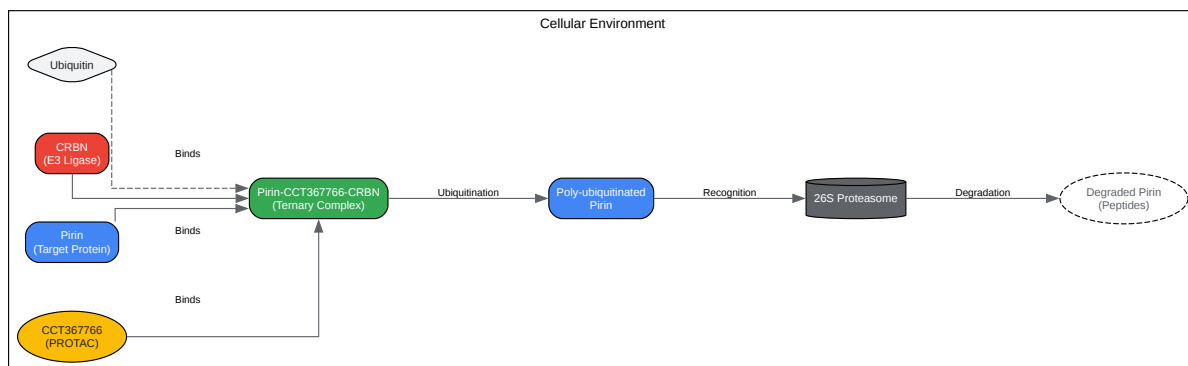 Cellular Environment
Ubiquitin
CRBN
(E3 Ligase)
Binds
Pirin
(Target Protein)
Binds
Binds
CCT367766
(PROTAC)
Pirin-CCT367766-CRBN
(Ternary Complex)
Ubiquitination
Poly-ubiquitinated
Pirin
Recognition
26S Proteasome
Degradation
Degraded Pirin
(Peptides)